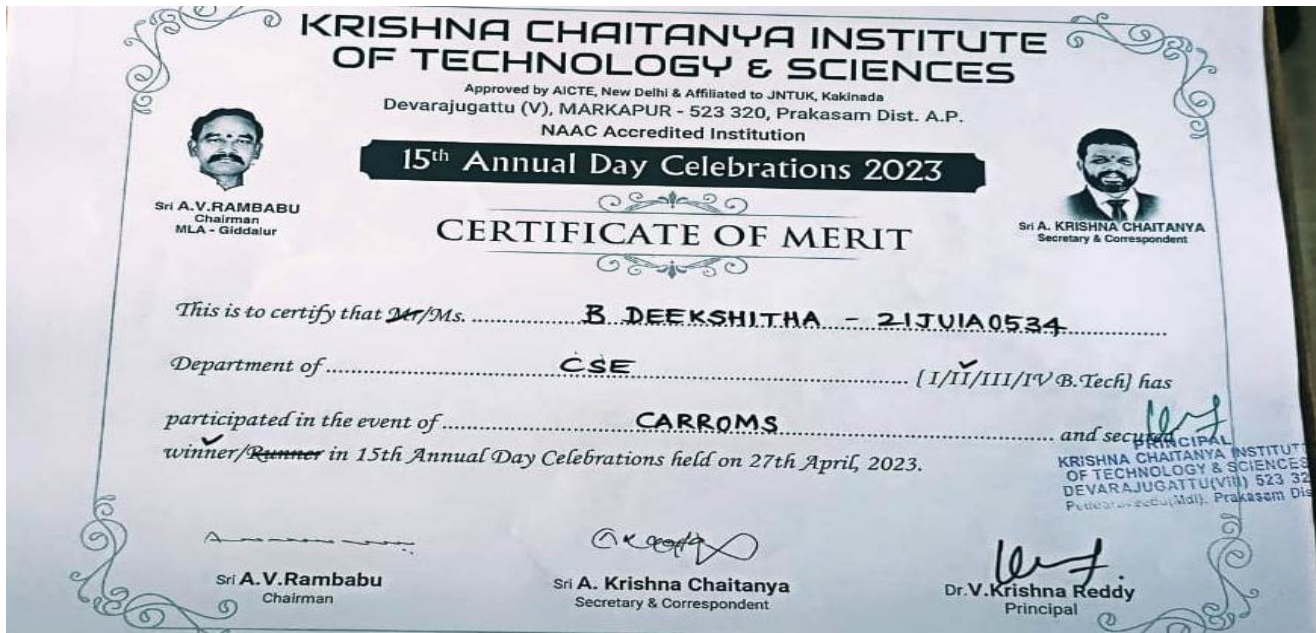 KRISHNA CHAITANYA INSTITUTE
OF TECHNOLOGY & SCIENCES
Approved by AICTE, New Delhi & Affiliated to JNTUK, Kakinada
Devarajugattu (V), MARKAPUR - 523 320, Prakasam Dist. A.P.
NAAC Accredited Institution
15th Annual Day Celebrations 2023
Sri A.V.RAMBABU
Chairman
MLA - Giddalur
Sri A. KRISHNA CHAITANYA
Secretary & Correspondent
CERTIFICATE OF MERIT
This is to certify that Mr/Ms. B DEEKSHITHA - 21JU1A0534
Department of CSE [I/II/III/IV B.Tech] has
participated in the event of CARROMS and secured
winner/Runner in 15th Annual Day Celebrations held on 27th April, 2023.
PRINCIPAL
KRISHNA CHAITANYA INSTITUT
OF TECHNOLOGY & SCIENCES
DEVARAJUGATTU(Vill) 523 32
(Mdl). Prakasam Dis
Sri A.V.Rambabu
Chairman
Sri A. Krishna Chaitanya
Secretary & Correspondent
Dr.V.Krishna Reddy
Principal